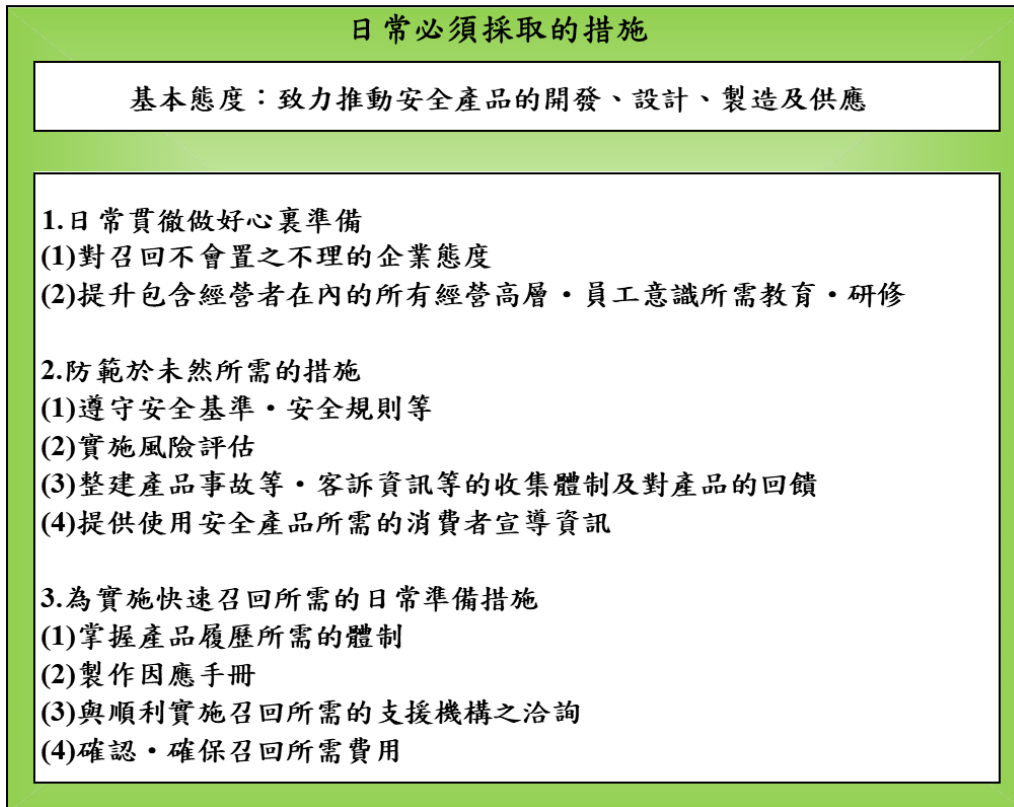 日常必須採取的措施
基本態度：致力推動安全產品的開發、設計、製造及供應
1.日常貫徹做好心裏準備
(1)對召回不會置之不理的企業態度
(2)提升包含經營者在內的所有經營高層・員工意識所需教育・研修
2.防範於未然所需的措施
(1)遵守安全基準・安全規則等
(2)實施風險評估
(3)整建產品事故等・客訴資訊等的收集體制及對產品的回饋
(4)提供使用安全產品所需的消費者宣導資訊
3.為實施快速召回所需的日常準備措施
(1)掌握產品履歷所需的體制
(2)製作因應手冊
(3)與順利實施召回所需的支援機構之洽詢
(4)確認・確保召回所需費用